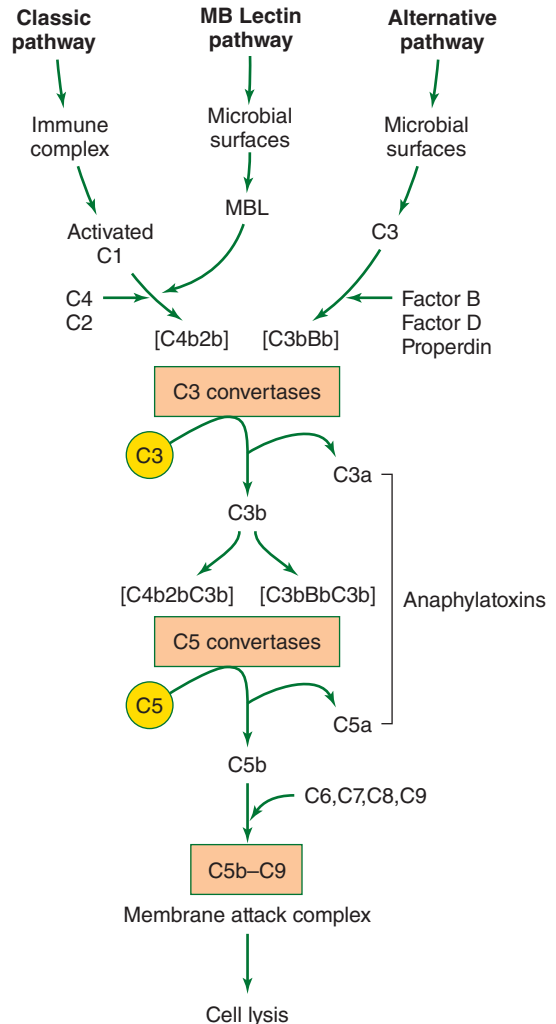 Classic
pathway
MB Lectin
pathway
Alternative
pathway
Immune
complex
Microbial
surfaces
Microbial
surfaces
MBL
Activated
C1
C3
C4
C2
Factor B
Factor D
Properdin
[C4b2b]
[C3bBb]
C3 convertases
C3
C3a
C3b
[C4b2bC3b]
[C3bBbC3b]
Anaphylatoxins
C5 convertases
C5
C5a
C5b
C6,C7,C8,C9
C5b–C9
Membrane attack complex
Cell lysis